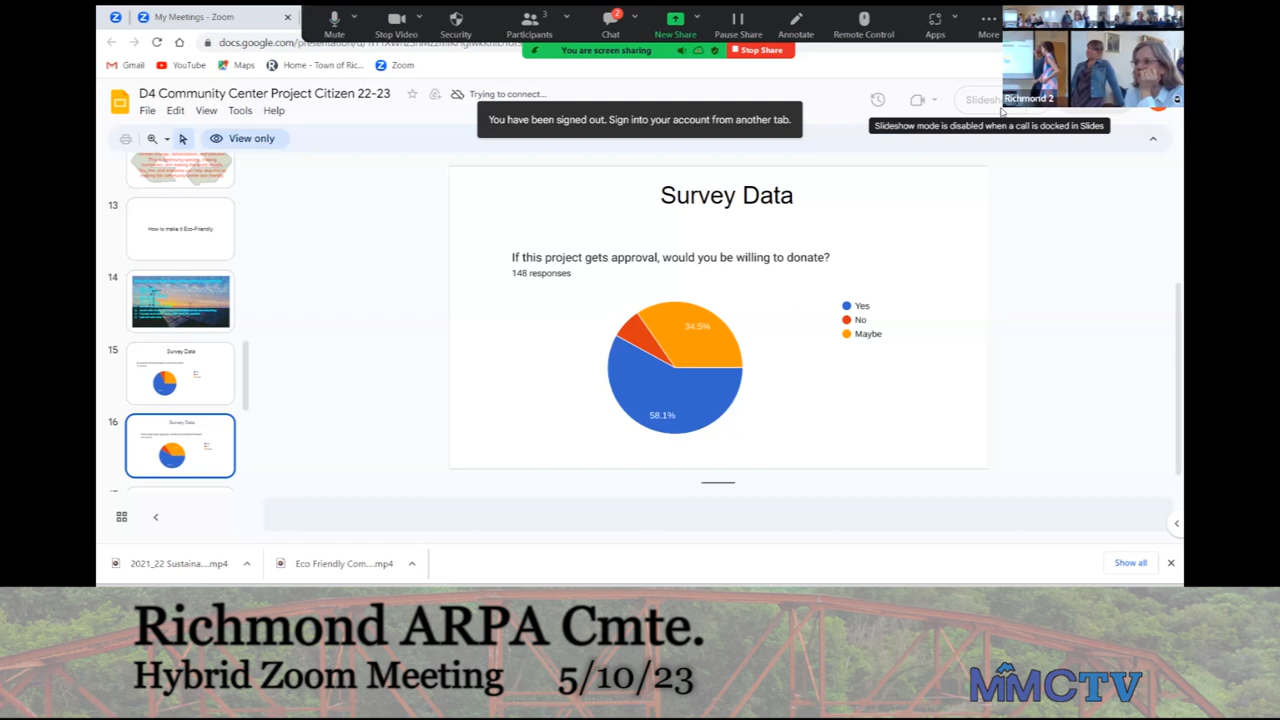 My Meetings - Zoom
Mute
Stop Video
Security
Participants
3
Chat
2
New Share
Pause Share
Annotate
Remote Control
Apps
More
You are screen sharing
Stop Share
Gmail
YouTube
Maps
Home - Town of Ric...
Zoom
Richmond 2
D4 Community Center Project Citizen 22-23
Trying to connect...
File Edit View Tools Help
You have been signed out. Sign into your account from another tab.
Slideshow mode is disabled when a call is docked in Slides
View only
13
How to make it Eco-Friendly
14
15
Survey Data
16
Survey Data
Survey Data
If this project gets approval, would you be willing to donate?
148 responses
34.5%
58.1%
Yes
No
Maybe
2021_22 Sustaina....mp4
Eco Friendly Com....mp4
Show all
Richmond ARPA Cmte.
Hybrid Zoom Meeting 5/10/23
MMCTV